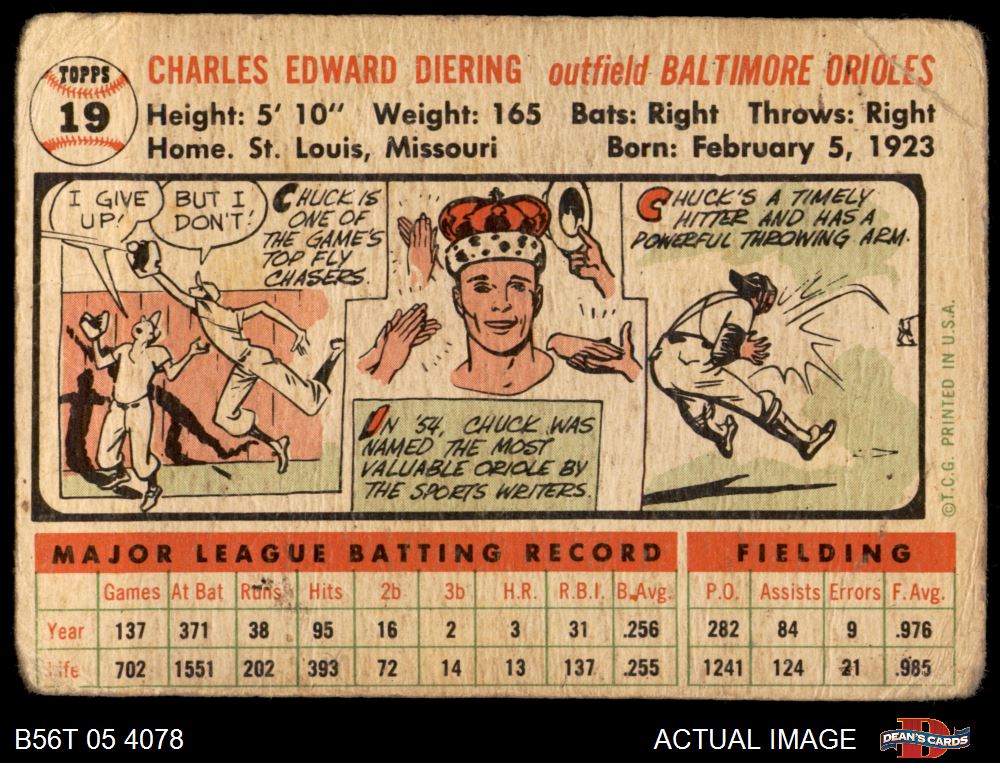 TOPPS
19
CHARLES EDWARD DIERING outfield BALTIMORE ORIOLES
Height: 5' 10" Weight: 165 Bats: Right Throws: Right
Home. St. Louis, Missouri Born: February 5, 1923
I GIVE
UP!
BUT I
DON'T!
CHUCK IS
ONE OF
THE GAME'S
TOP FLY
CHASERS.
IN '54, CHUCK WAS
NAMED THE MOST
VALUABLE ORIOLE BY
THE SPORTS WRITERS.
CHUCK'S A TIMELY
HITTER AND HAS A
POWERFUL THROWING ARM.
©T.C.G. PRINTED IN U.S.A.
MAJOR LEAGUE BATTING RECORD FIELDING
Games At Bat Runs Hits 2b 3b H.R. R.B.I. B.Avg. P.O. Assists Errors F.Avg.
Year 137 371 38 95 16 2 3 31 .256 282 84 9 .976
Life 702 1551 202 393 72 14 13 137 .255 1241 124 21 .985
B56T 05 4078 ACTUAL IMAGE DEAN'S CARDS